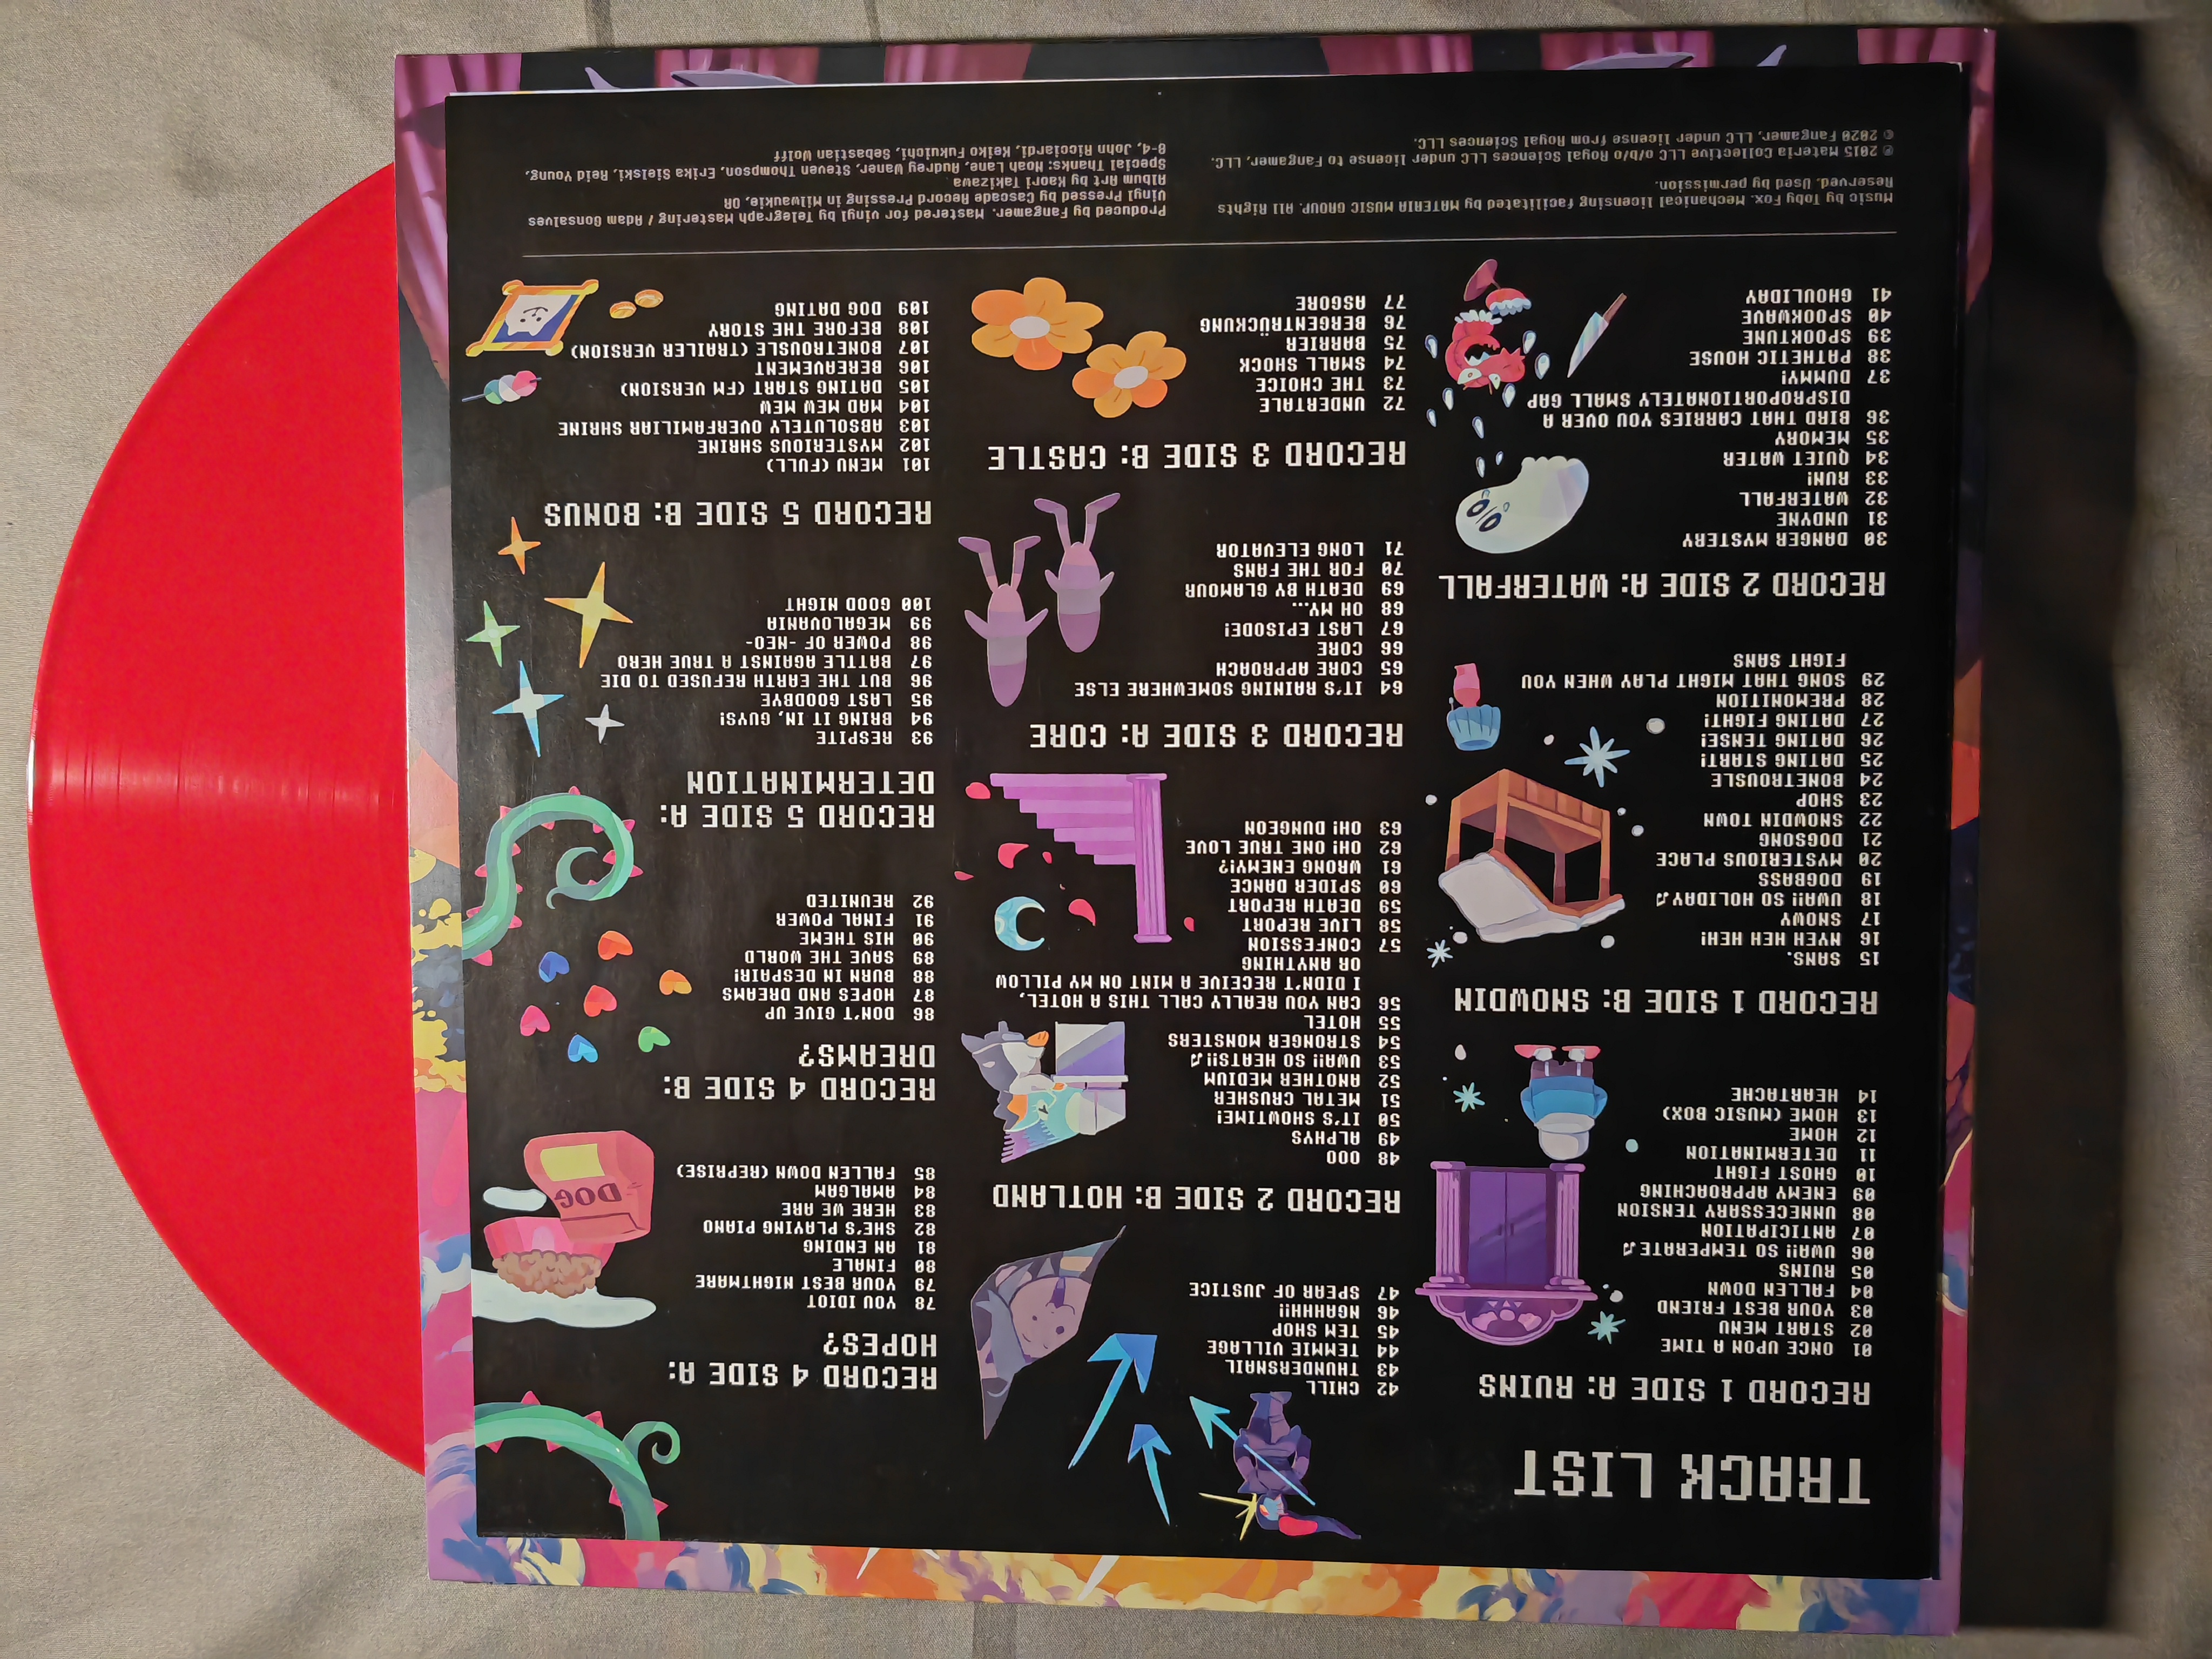 TRACK LIST
RECORD 1 SIDE A: RUINS
01 ONCE UPON A TIME
02 START MENU
03 YOUR BEST FRIEND
04 FALLEN DOWN
05 RUINS
06 UWA!! SO TEMPERATE♫
07 ANTICIPATION
08 UNNECESSARY TENSION
09 ENEMY APPROACHING
10 GHOST FIGHT
11 DETERMINATION
12 HOME
13 HOME (MUSIC BOX)
14 HEARTACHE
RECORD 1 SIDE B: SNOWDIN
15 SANS.
16 NYEH HEH HEH!
17 SNOWY
18 UWA!! SO HOLIDAY♫
19 DOGBASS
20 MYSTERIOUS PLACE
21 DOGSONG
22 SNOWDIN TOWN
23 SHOP
24 BONETROUSLE
25 DATING START!
26 DATING TENSE!
27 DATING FIGHT!
28 PREMONITION
29 SONG THAT MIGHT PLAY WHEN YOU
FIGHT SANS
RECORD 2 SIDE A: WATERFALL
30 DANGER MYSTERY
31 UNDYNE
32 WATERFALL
33 RUN!
34 QUIET WATER
35 MEMORY
36 BIRD THAT CARRIES YOU OVER A
DISPROPORTIONATELY SMALL GAP
37 DUMMY!
38 PATHETIC HOUSE
39 SPOOKTUNE
40 SPOOKWAVE
41 GHOULIDAY
42 CHILL
43 THUNDERSNAIL
44 TEMMIE VILLAGE
45 TEM SHOP
46 NGAHHH!!
47 SPEAR OF JUSTICE
RECORD 2 SIDE B: HOTLAND
48 OOO
49 ALPHYS
50 IT'S SHOWTIME!
51 METAL CRUSHER
52 ANOTHER MEDIUM
53 UWA!! SO HEATS!!♫
54 STRONGER MONSTERS
55 HOTEL
56 CAN YOU REALLY CALL THIS A HOTEL,
I DIDN'T RECEIVE A MINT ON MY PILLOW
OR ANYTHING
57 CONFESSION
58 LIVE REPORT
59 DEATH REPORT
60 SPIDER DANCE
61 WRONG ENEMY!?
62 OH! ONE TRUE LOVE
63 OH! DUNGEON
RECORD 3 SIDE A: CORE
64 IT'S RAINING SOMEWHERE ELSE
65 CORE APPROACH
66 CORE
67 LAST EPISODE!
68 OH MY...
69 DEATH BY GLAMOUR
70 FOR THE FANS
71 LONG ELEVATOR
RECORD 3 SIDE B: CASTLE
72 UNDERTALE
73 THE CHOICE
74 SMALL SHOCK
75 BARRIER
76 BERGENTRÜCKUNG
77 ASGORE
RECORD 4 SIDE A:
HOPES?
78 YOU IDIOT
79 YOUR BEST NIGHTMARE
80 FINALE
81 AN ENDING
82 SHE'S PLAYING PIANO
83 HERE WE ARE
84 AMALGAM
85 FALLEN DOWN (REPRISE)
DOG
RECORD 4 SIDE B:
DREAMS?
86 DON'T GIVE UP
87 HOPES AND DREAMS
88 BURN IN DESPAIR!
89 SAVE THE WORLD
90 HIS THEME
91 FINAL POWER
92 REUNITED
RECORD 5 SIDE A:
DETERMINATION
93 RESPITE
94 BRING IT IN, GUYS!
95 LAST GOODBYE
96 BUT THE EARTH REFUSED TO DIE
97 BATTLE AGAINST A TRUE HERO
98 POWER OF -NEO-
99 MEGALOVANIA
100 GOOD NIGHT
RECORD 5 SIDE B: BONUS
101 MENU (FULL)
102 MYSTERIOUS SHRINE
103 ABSOLUTELY OVERFAMILIAR SHRINE
104 MAD MEW MEW
105 DATING START (FM VERSION)
106 BEREAVEMENT
107 BONETROUSLE (TRAILER VERSION)
108 BEFORE THE STORY
109 DOG DATING
Music by Toby Fox. Mechanical licensing facilitated by MATERIA MUSIC GROUP. All Rights
Reserved. Used by permission.
℗ 2015 Materia Collective LLC o/b/o Royal Sciences LLC under license to Fangamer, LLC.
© 2020 Fangamer, LLC under license from Royal Sciences LLC.
Produced by Fangamer. Mastered for vinyl by Telegraph Mastering / Adam Gonsalves
Vinyl Pressed by Cascade Record Pressing in Milwaukie, OR
Album Art by Kaori Takizawa
Special Thanks: Noah Lane, Audrey Waner, Steven Thompson, Erika Sielski, Reid Young,
8-4, John Ricciardi, Keiko Fukuichi, Sebastian Wolff